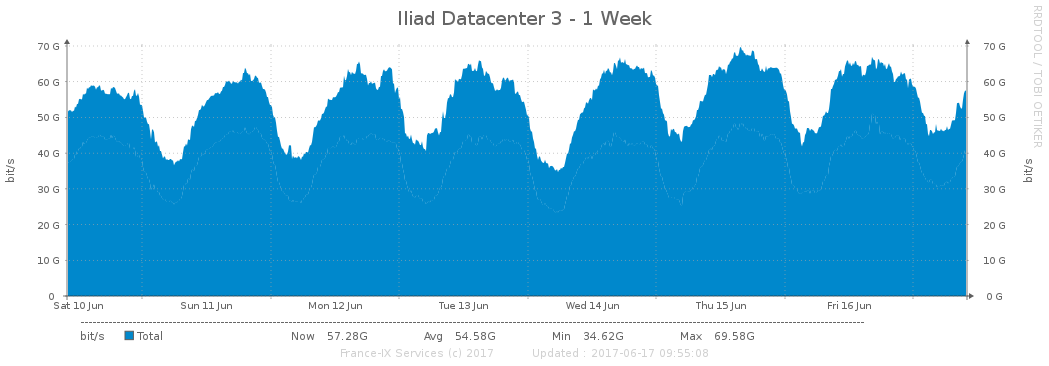 Iliad Datacenter 3 - 1 Week
RRDTOOL / TOBI OETIKER
bit/s
70 G
60 G
50 G
40 G
30 G
20 G
10 G
0
70 G
60 G
50 G
40 G
30 G
20 G
10 G
0 G
bit/s
Sat 10 Jun Sun 11 Jun Mon 12 Jun Tue 13 Jun Wed 14 Jun Thu 15 Jun Fri 16 Jun
bit/s Total Now 57.28G Avg 54.58G Min 34.62G Max 69.58G
France-IX Services (c) 2017 Updated : 2017-06-17 09:55:08